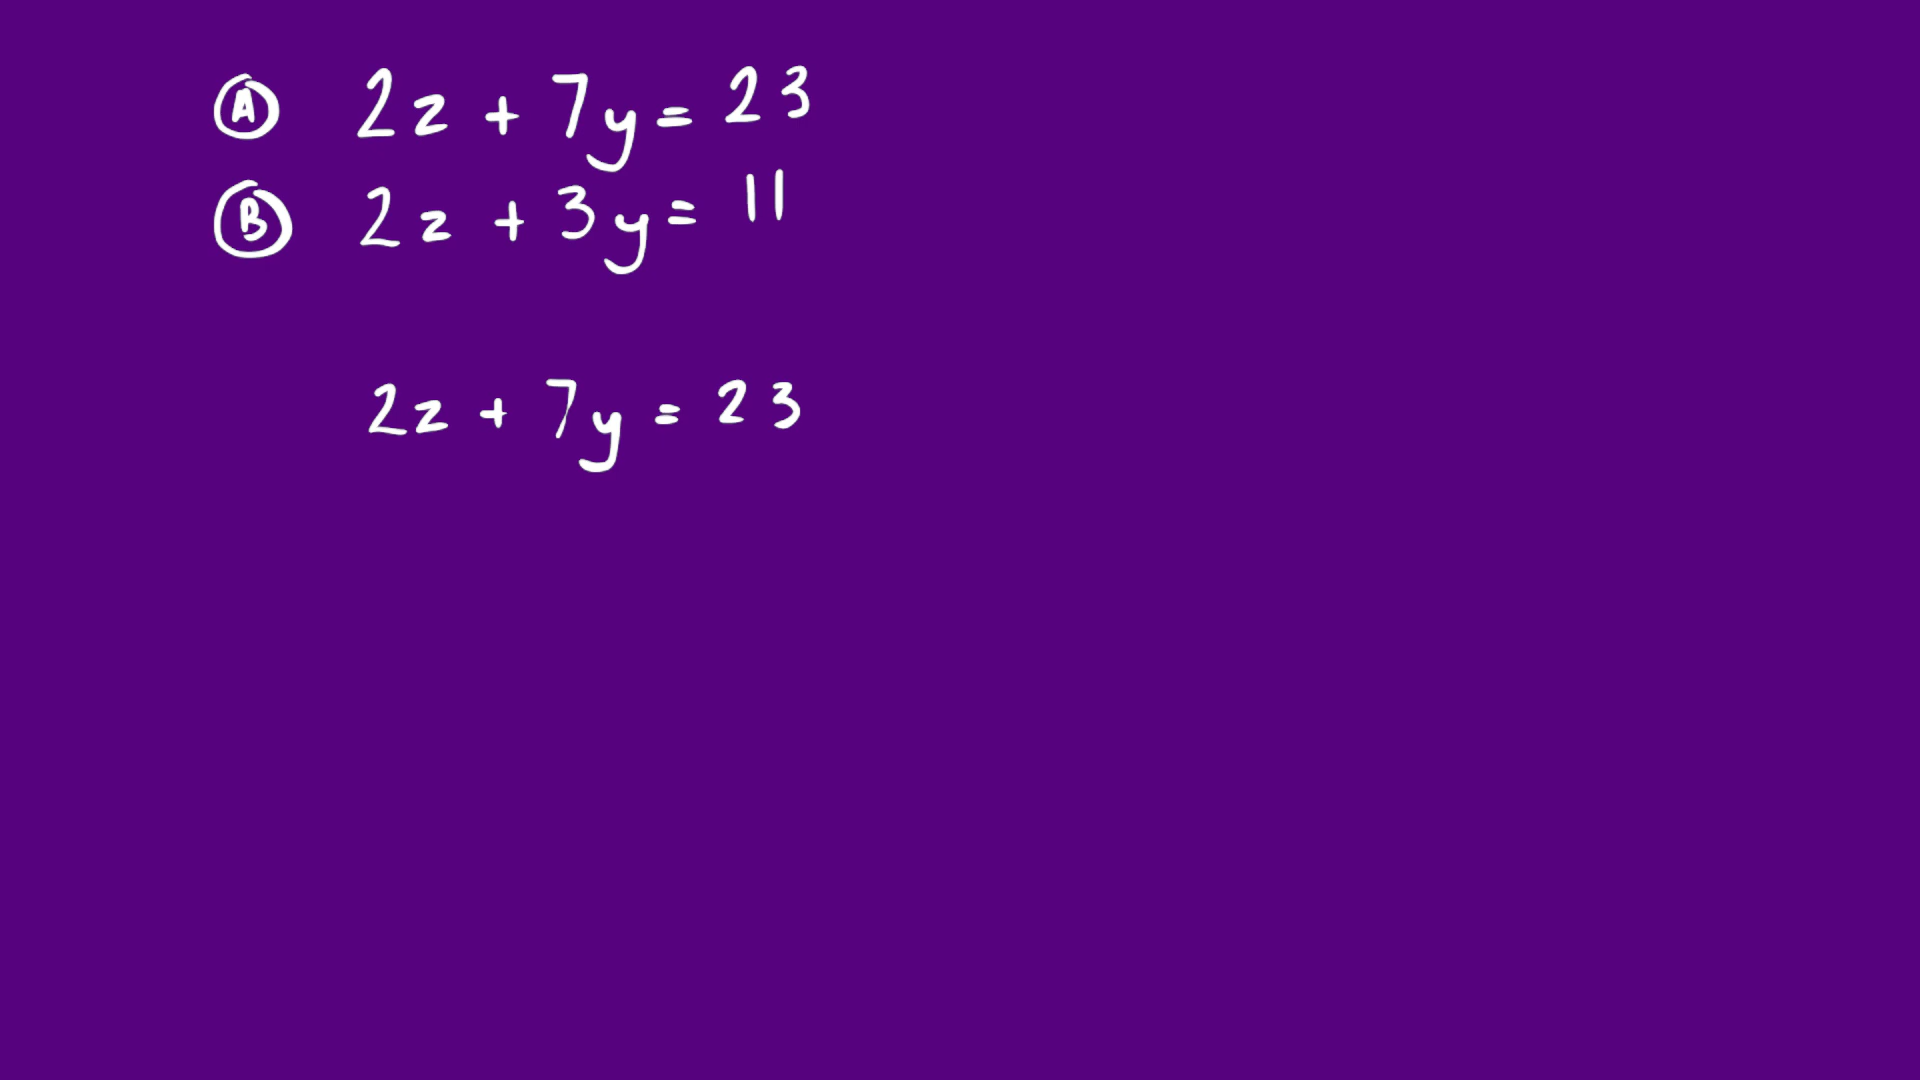 Ⓐ 2z + 7y = 23
Ⓑ 2z + 3y = 11
2z + 7y = 23